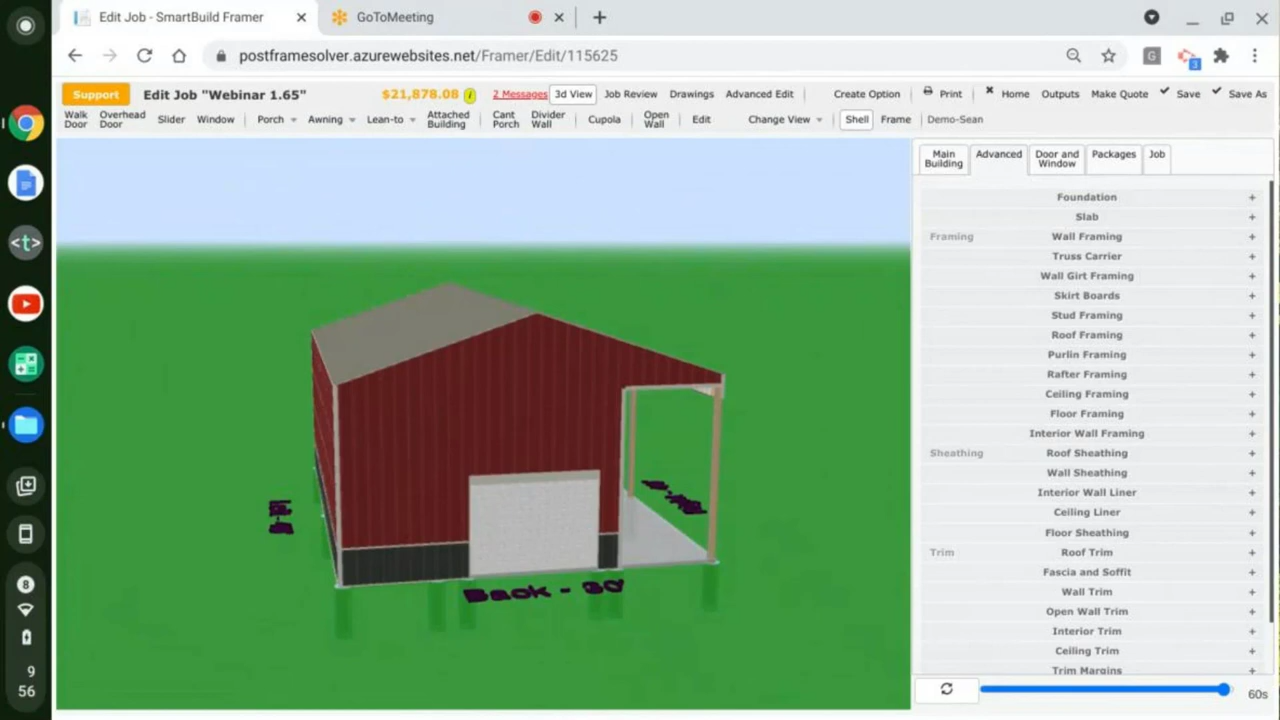 Edit Job - SmartBuild Framer
GoToMeeting
postframesolver.azurewebsites.net/Framer/Edit/115625
G
3
Support
Edit Job "Webinar 1.65"
$21,878.08
i
2 Messages
3d View
Job Review
Drawings
Advanced Edit
Create Option
Print
Home
Outputs
Make Quote
Save
Save As
Walk Door
Overhead Door
Slider
Window
Porch
Awning
Lean-to
Attached Building
Cant Porch
Divider Wall
Cupola
Open Wall
Edit
Change View
Shell
Frame
Demo-Sean
Main Building
Advanced
Door and Window
Packages
Job
Foundation +
Slab +
Framing Wall Framing +
Truss Carrier +
Wall Girt Framing +
Skirt Boards +
Stud Framing +
Roof Framing +
Purlin Framing +
Rafter Framing +
Ceiling Framing +
Floor Framing +
Interior Wall Framing +
Sheathing Roof Sheathing +
Wall Sheathing +
Interior Wall Liner +
Ceiling Liner +
Floor Sheathing +
Trim Roof Trim +
Fascia and Soffit +
Wall Trim +
Open Wall Trim +
Interior Trim +
Ceiling Trim +
Trim Margins +
60s
Back - 30'
<t>
8
9
56